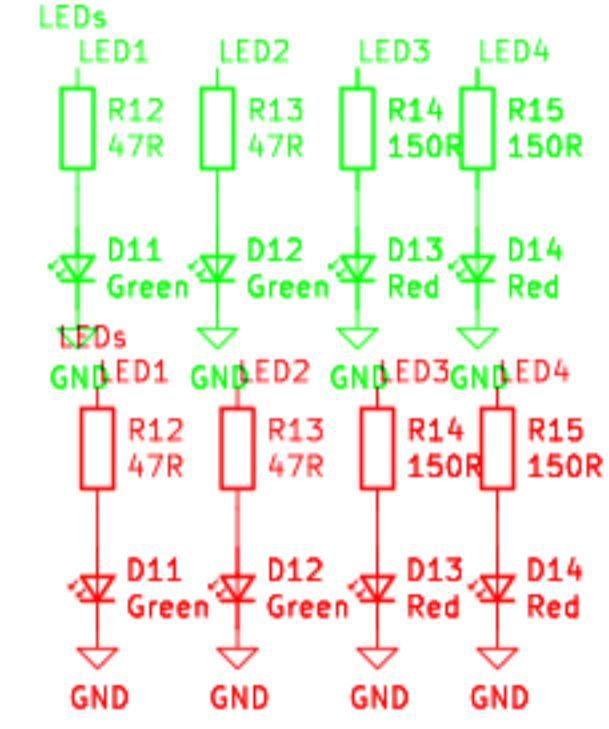 LEDs
LED1 LED2 LED3 LED4
R12 R13 R14 R15
47R 47R 150R 150R
D11 D12 D13 D14
Green Green Red Red
LEDs
GND GND GND GND
LED1 LED2 LED3 LED4
R12 R13 R14 R15
47R 47R 150R 150R
D11 D12 D13 D14
Green Green Red Red
GND GND GND GND